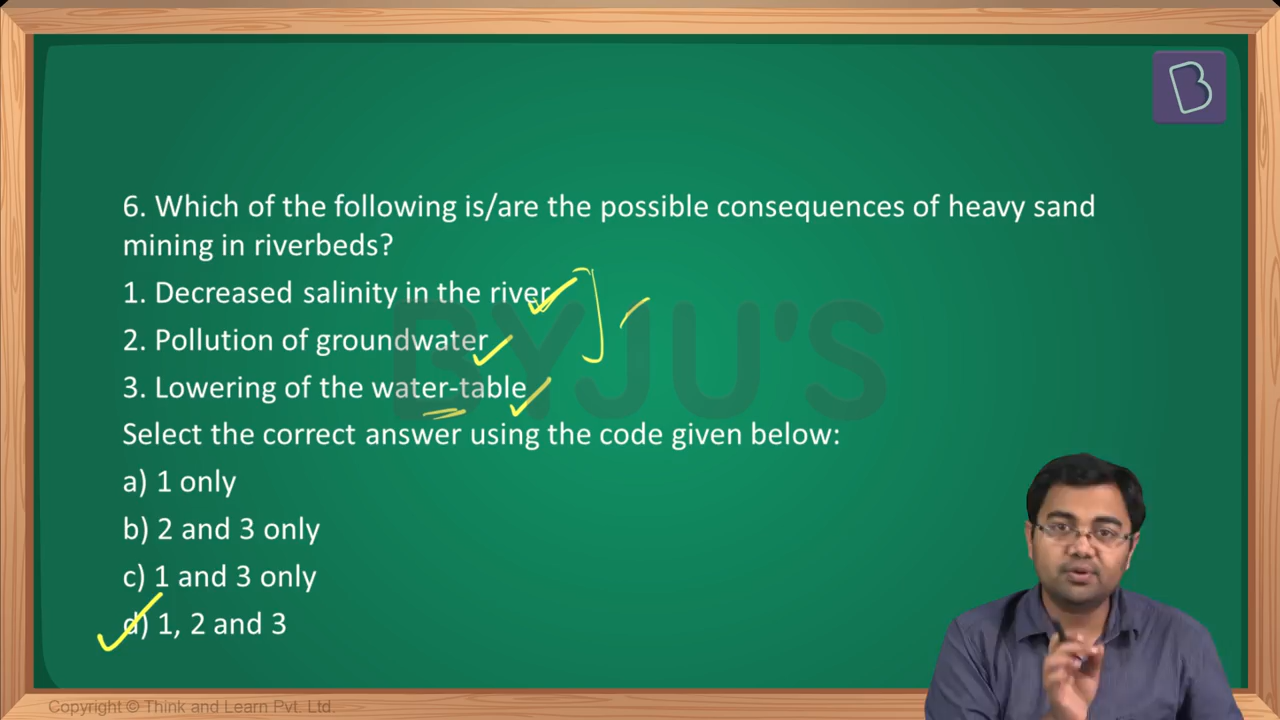 B
6. Which of the following is/are the possible consequences of heavy sand
mining in riverbeds?
1. Decreased salinity in the river
2. Pollution of groundwater
3. Lowering of the water-table
BYJU'S
Select the correct answer using the code given below:
a) 1 only
b) 2 and 3 only
c) 1 and 3 only
d) 1, 2 and 3
Copyright © Think and Learn Pvt. Ltd.